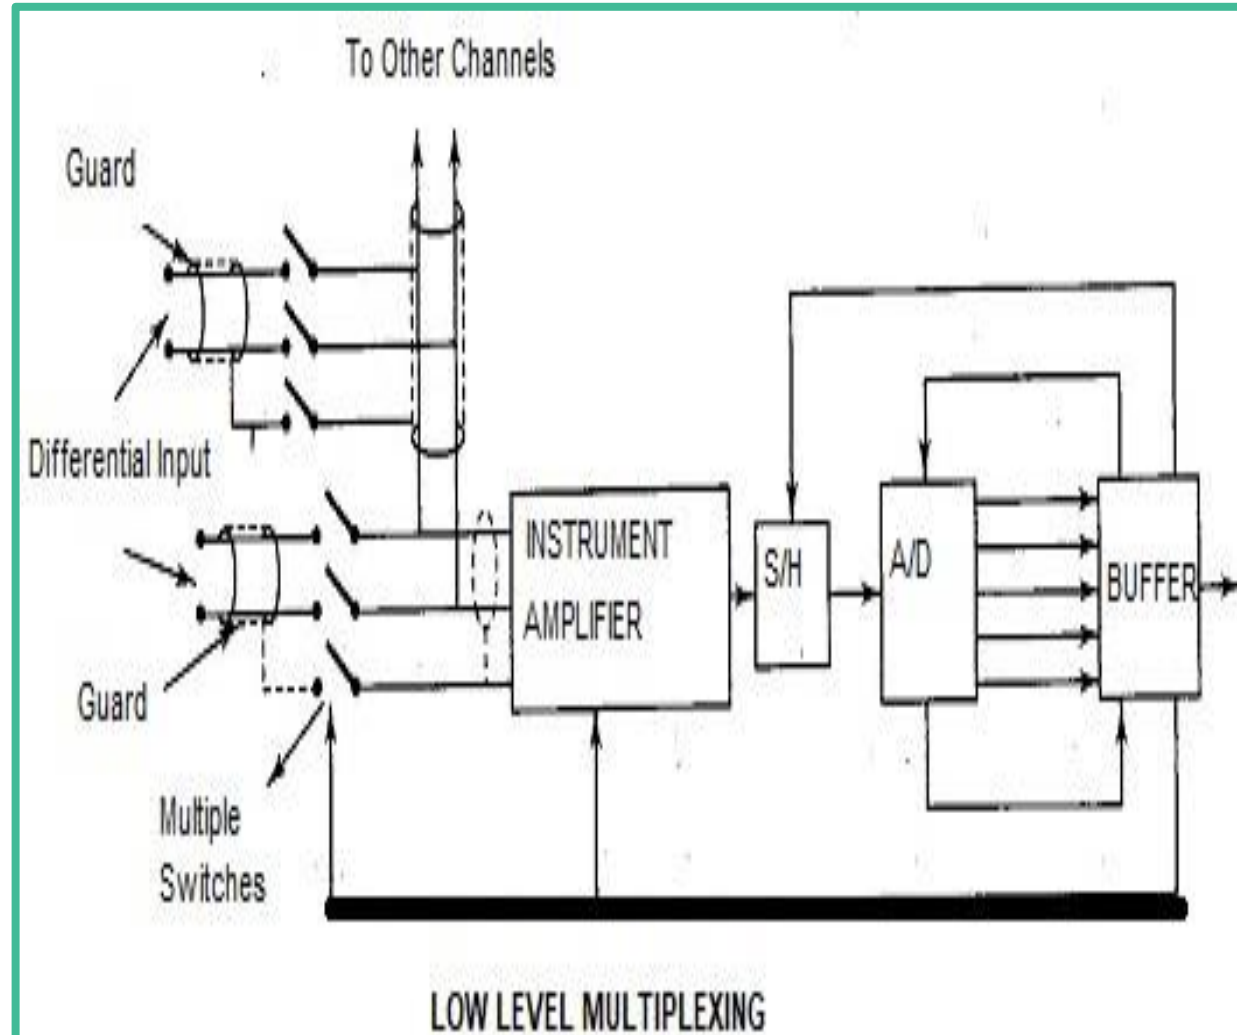 To Other Channels
Guard
Differential Input
INSTRUMENT
AMPLIFIER
S/H
A/D
BUFFER
Guard
Multiple
Switches
LOW LEVEL MULTIPLEXING